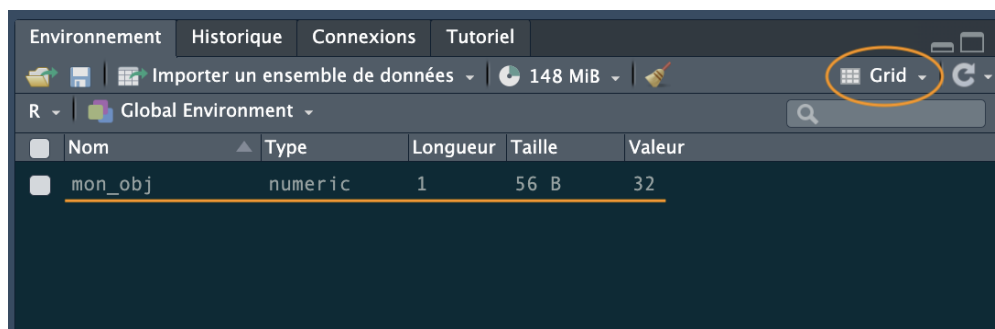 Environnement Historique Connexions Tutoriel
Importer un ensemble de données 148 MiB Grid
R Global Environment
Nom Type Longueur Taille Valeur
mon_obj numeric 1 56 B 32